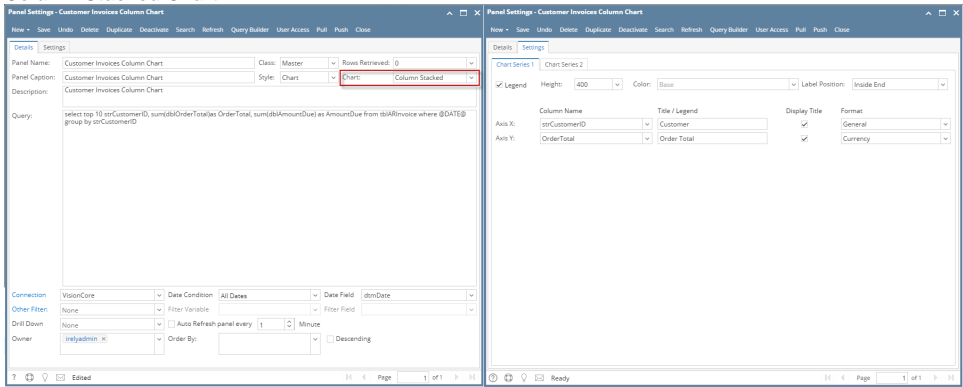 Panel Settings - Customer Invoices Column Chart
New Save Undo Delete Duplicate Deactivate Search Refresh Query Builder User Access Pull Push Close
Details Settings
Panel Name: Customer Invoices Column Chart Class: Master Rows Retrieved: 0
Panel Caption: Customer Invoices Column Chart Style: Chart Chart: Column Stacked
Description: Customer Invoices Column Chart
Query: select top 10 strCustomerID, sum(dblOrderTotal)as OrderTotal, sum(dblAmountDue) as AmountDue from tblARInvoice where @DATE@
group by strCustomerID
Connection VisionCore Date Condition All Dates Date Field dtmDate
Other Filter: None Filter Variable Filter Field
Drill Down None Auto Refresh panel every 1 Minute
Owner irelyadmin × Order By: Descending
? Edited Page 1 of 1
Panel Settings - Customer Invoices Column Chart
New Save Undo Delete Duplicate Deactivate Search Refresh Query Builder User Access Pull Push Close
Details Settings
Chart Series 1 Chart Series 2
Legend Height: 400 Color: Base Label Position: Inside End
Column Name Title / Legend Display Title Format
Axis X: strCustomerID Customer General
Axis Y: OrderTotal Order Total Currency
? Ready Page 1 of 1